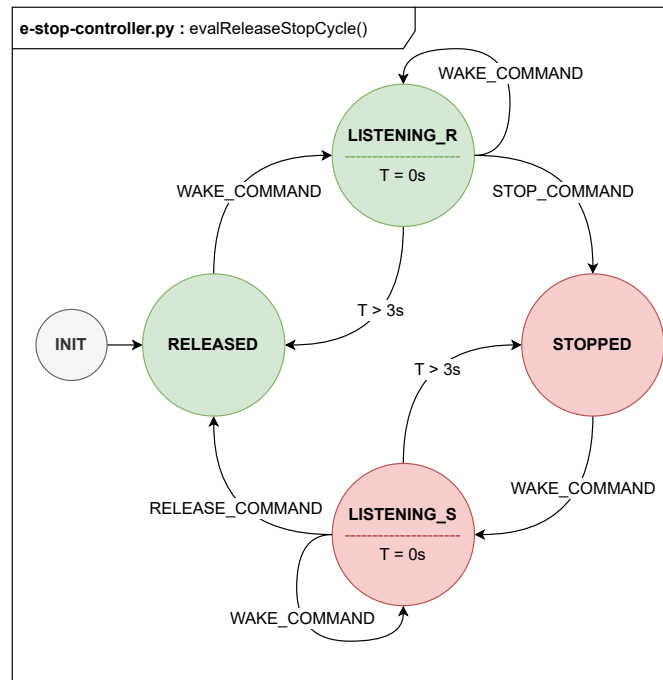 e-stop-controller.py : evalReleaseStopCycle()
WAKE_COMMAND
LISTENING_R
T = 0s
WAKE_COMMAND
STOP_COMMAND
T > 3s
INIT
RELEASED
STOPPED
T > 3s
WAKE_COMMAND
RELEASE_COMMAND
LISTENING_S
T = 0s
WAKE_COMMAND